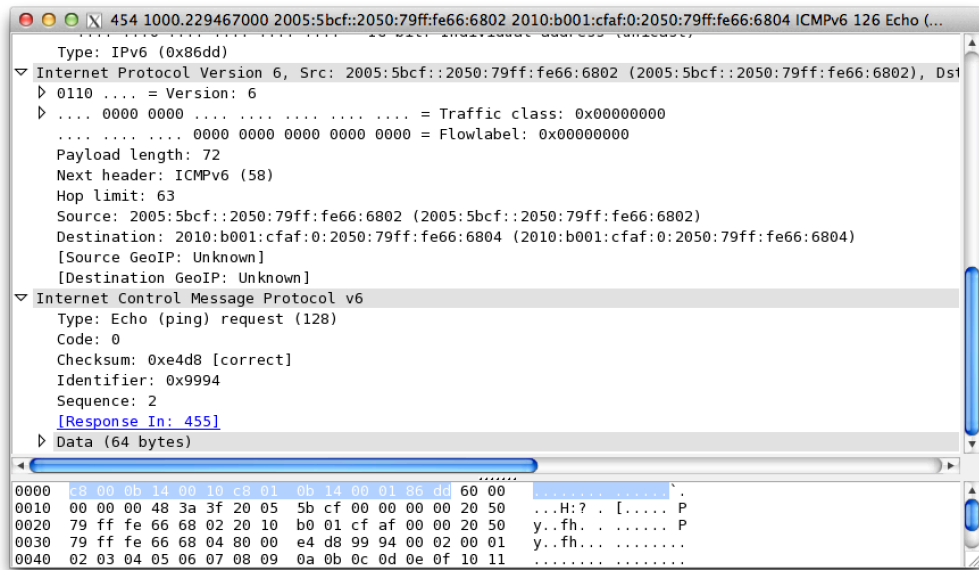 454 1000.229467000 2005:5bcf::2050:79ff:fe66:6802 2010:b001:cfaf:0:2050:79ff:fe66:6804 ICMPv6 126 Echo (...
Type: IPv6 (0x86dd)
Internet Protocol Version 6, Src: 2005:5bcf::2050:79ff:fe66:6802 (2005:5bcf::2050:79ff:fe66:6802), Dst
0110 .... = Version: 6
.... 0000 0000 .... .... .... .... .... = Traffic class: 0x00000000
.... .... .... 0000 0000 0000 0000 0000 = Flowlabel: 0x00000000
Payload length: 72
Next header: ICMPv6 (58)
Hop limit: 63
Source: 2005:5bcf::2050:79ff:fe66:6802 (2005:5bcf::2050:79ff:fe66:6802)
Destination: 2010:b001:cfaf:0:2050:79ff:fe66:6804 (2010:b001:cfaf:0:2050:79ff:fe66:6804)
[Source GeoIP: Unknown]
[Destination GeoIP: Unknown]
Internet Control Message Protocol v6
Type: Echo (ping) request (128)
Code: 0
Checksum: 0xe4d8 [correct]
Identifier: 0x9994
Sequence: 2
[Response In: 455]
Data (64 bytes)
0000 c8 00 0b 14 00 10 c8 01 0b 14 00 01 86 dd 60 00 ........ ......`.
0010 00 00 00 48 3a 3f 20 05 5b cf 00 00 00 00 20 50 ...H:? . [..... P
0020 79 ff fe 66 68 02 20 10 b0 01 cf af 00 00 20 50 y..fh. . ...... P
0030 79 ff fe 66 68 04 80 00 e4 d8 99 94 00 02 00 01 y..fh... ........
0040 02 03 04 05 06 07 08 09 0a 0b 0c 0d 0e 0f 10 11 ........ ........